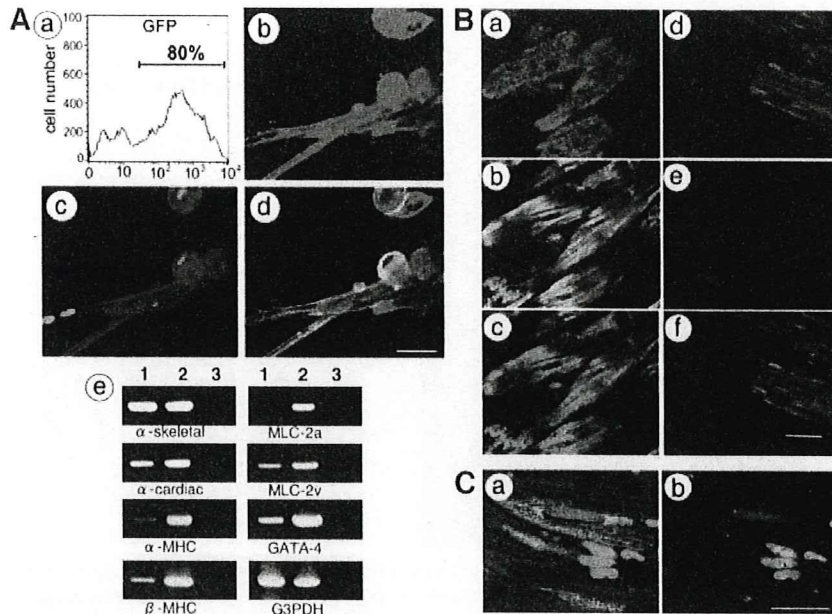 A
a
GFP
80%
cell number
1000
800
600
400
200
0
0 10¹ 10² 10³ 10⁴
b
c
d
e
1 2 3
1 2 3
α-skeletal
MLC-2a
α-cardiac
MLC-2v
α-MHC
GATA-4
β-MHC
G3PDH
B
a
d
b
e
c
f
C
a
b